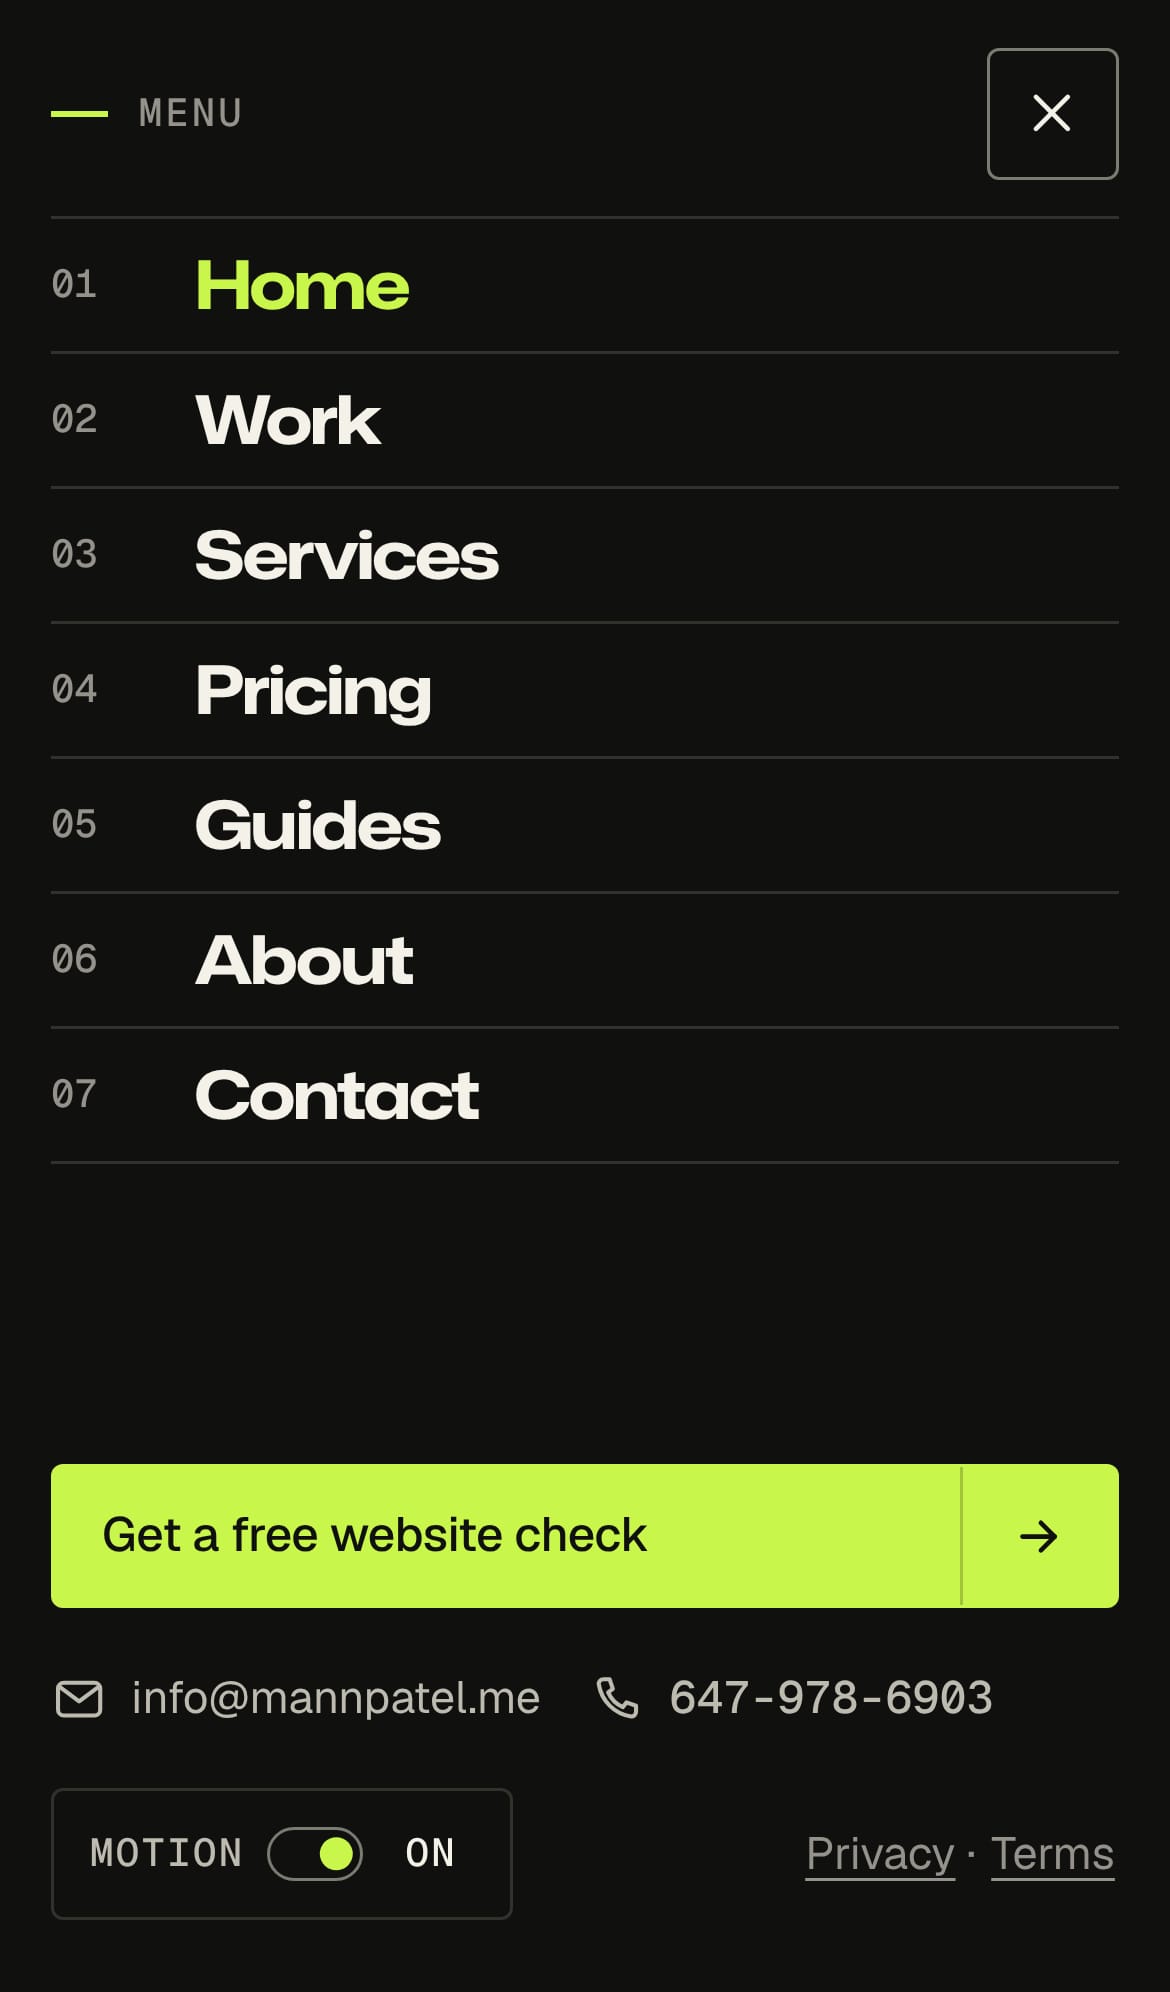 MENU
01 Home
02 Work
03 Services
04 Pricing
05 Guides
06 About
07 Contact
Get a free website check
info@mannpatel.me 647-978-6903
MOTION ON Privacy · Terms